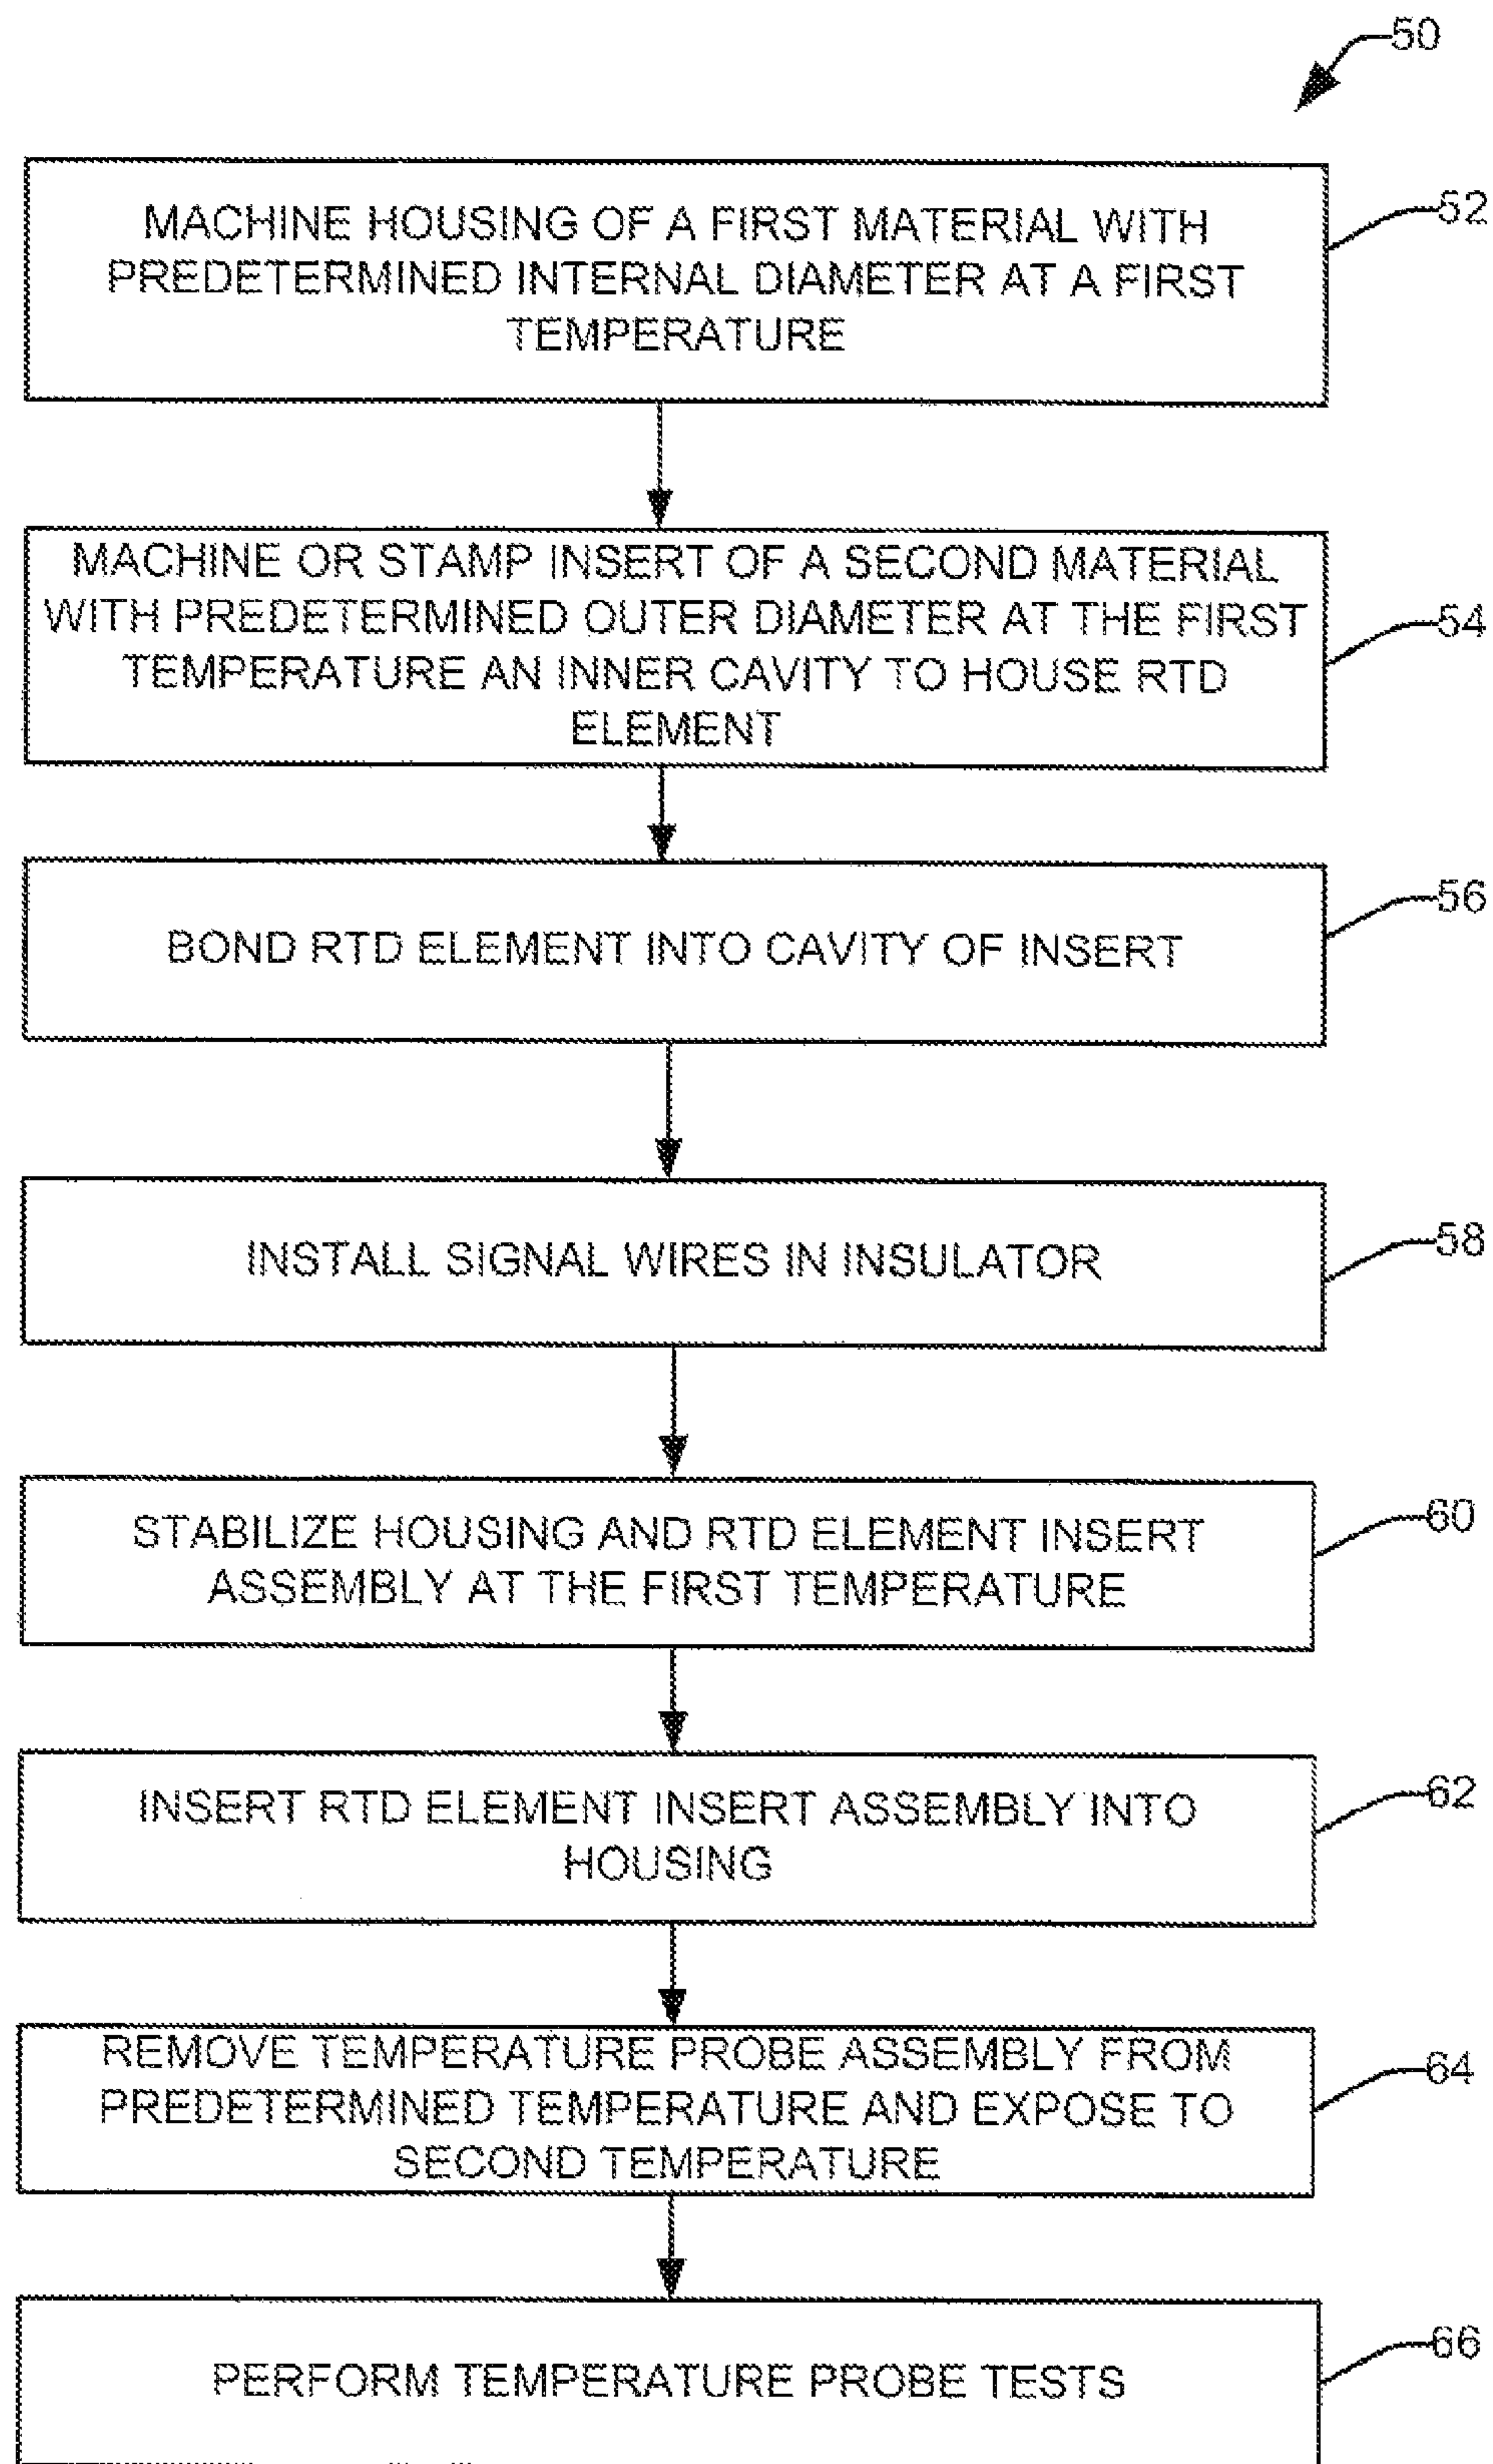 50
MACHINE HOUSING OF A FIRST MATERIAL WITH
PREDETERMINED INTERNAL DIAMETER AT A FIRST
TEMPERATURE
52
MACHINE OR STAMP INSERT OF A SECOND MATERIAL
WITH PREDETERMINED OUTER DIAMETER AT THE FIRST
TEMPERATURE AN INNER CAVITY TO HOUSE RTD
ELEMENT
54
BOND RTD ELEMENT INTO CAVITY OF INSERT
56
INSTALL SIGNAL WIRES IN INSULATOR
58
STABILIZE HOUSING AND RTD ELEMENT INSERT
ASSEMBLY AT THE FIRST TEMPERATURE
60
INSERT RTD ELEMENT INSERT ASSEMBLY INTO
HOUSING
62
REMOVE TEMPERATURE PROBE ASSEMBLY FROM
PREDETERMINED TEMPERATURE AND EXPOSE TO
SECOND TEMPERATURE
64
PERFORM TEMPERATURE PROBE TESTS
66